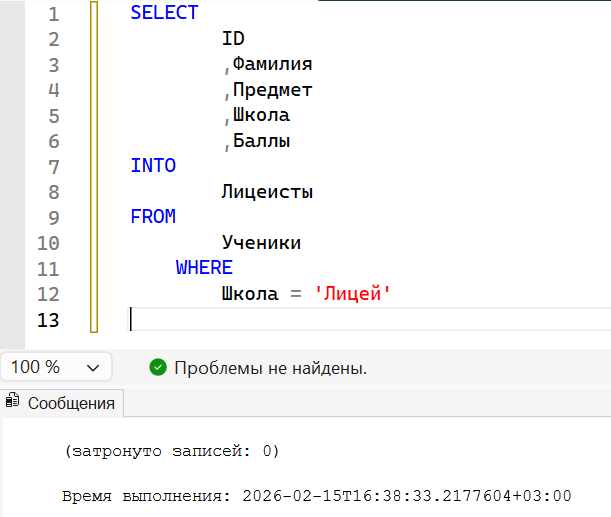 1 SELECT
2 ID
3 ,Фамилия
4 ,Предмет
5 ,Школа
6 ,Баллы
7 INTO
8 Лицеисты
9 FROM
10 Ученики
11 WHERE
12 Школа = 'Лицей'
13
100 % Проблемы не найдены.
Сообщения
(затронуто записей: 0)
Время выполнения: 2026-02-15T16:38:33.2177604+03:00